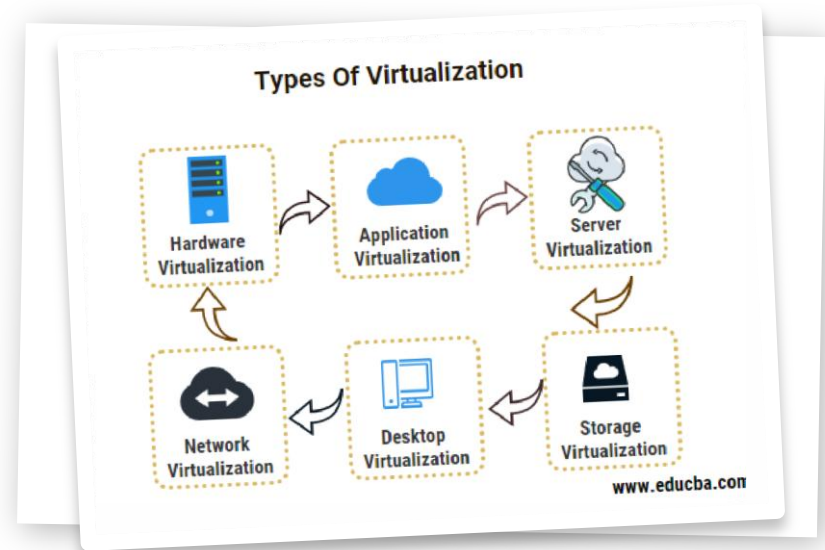 Types Of Virtualization
Hardware
Virtualization
Application
Virtualization
Server
Virtualization
Network
Virtualization
Desktop
Virtualization
Storage
Virtualization
www.educba.com